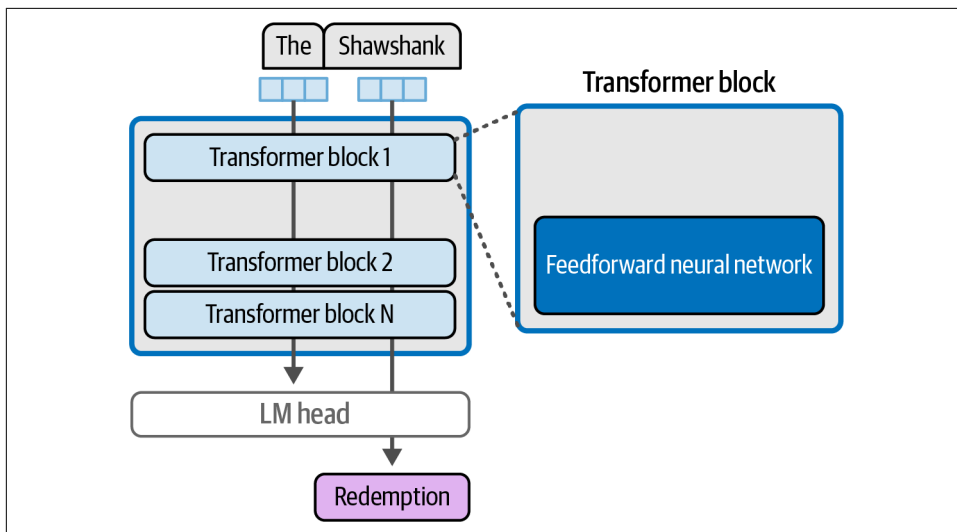 The Shawshank
Transformer block
Transformer block 1
Transformer block 2
Feedforward neural network
Transformer block N
LM head
Redemption